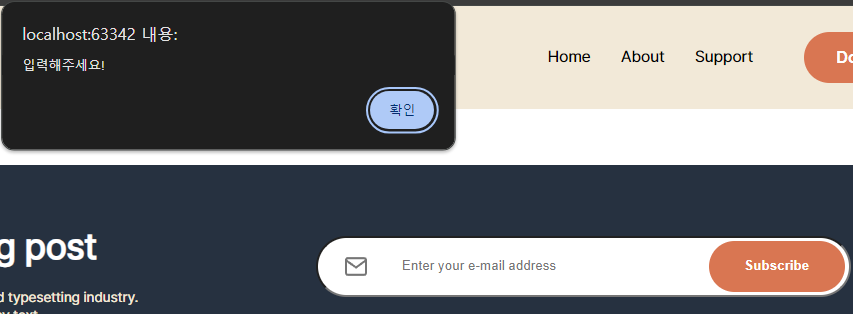 localhost:63342 내용:
입력해주세요!
확인
Home About Support
Do
g post
d typesetting industry.
Enter your e-mail address
Subscribe